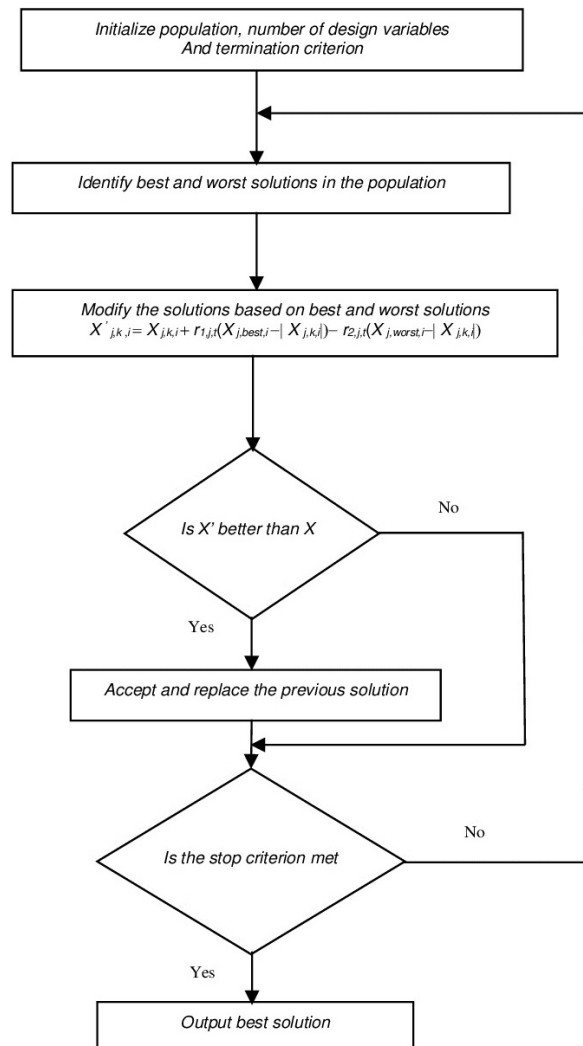 Initialize population, number of design variables
And termination criterion
Identify best and worst solutions in the population
Modify the solutions based on best and worst solutions
X'j,k,i = Xj,k,i + r1,j,t(Xj,best,i−| Xj,k,i|)− r2,j,t(Xj,worst,i−| Xj,k,i|)
Is X' better than X
No
Yes
Accept and replace the previous solution
Is the stop criterion met
No
Yes
Output best solution